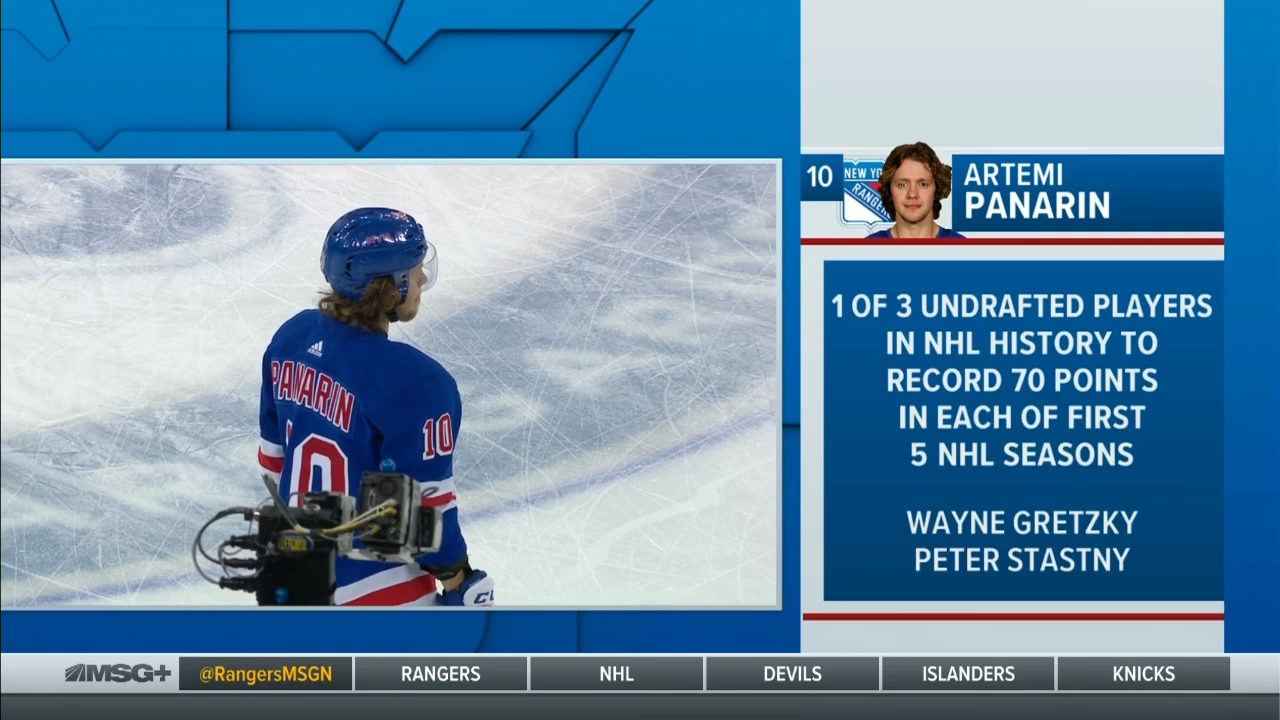 10
NEW YO
RANGERS
ARTEMI
PANARIN
1 OF 3 UNDRAFTED PLAYERS
IN NHL HISTORY TO
RECORD 70 POINTS
IN EACH OF FIRST
5 NHL SEASONS
WAYNE GRETZKY
PETER STASTNY
PANARIN
10
10
adidas
MSG+
@RangersMSGN
RANGERS
NHL
DEVILS
ISLANDERS
KNICKS